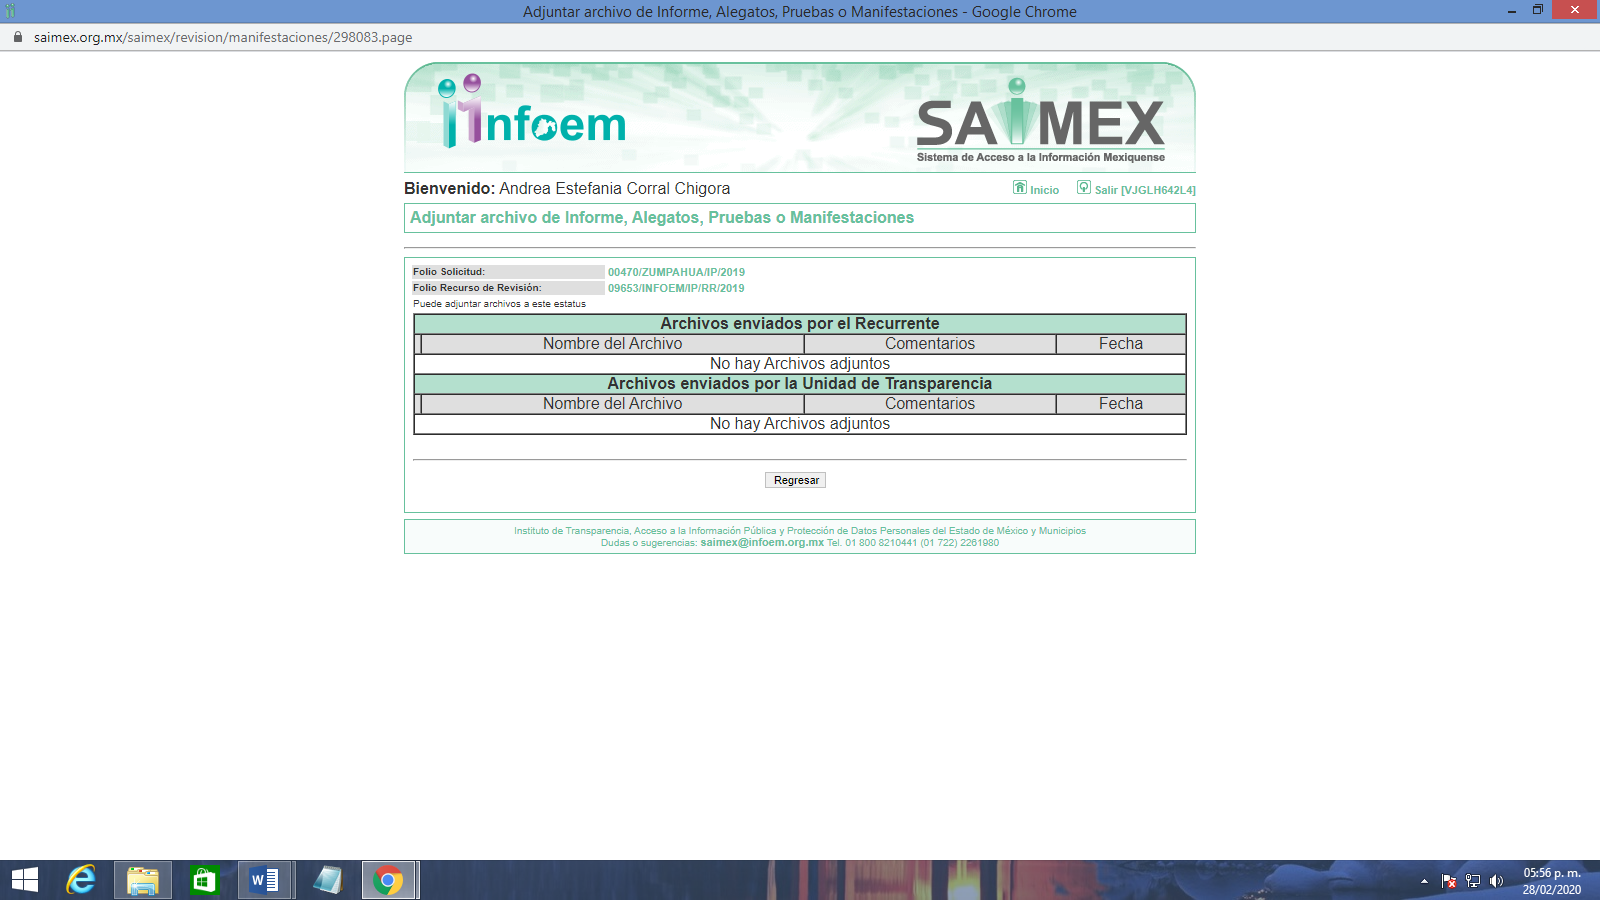 Adjuntar archivo de Informe, Alegatos, Pruebas o Manifestaciones - Google Chrome
saimex.org.mx/saimex/revision/manifestaciones/298083.page
infoem
SAIMEX
Sistema de Acceso a la Información Mexiquense
Bienvenido: Andrea Estefania Corral Chigora
Inicio Salir [VJGLH642L4]
Adjuntar archivo de Informe, Alegatos, Pruebas o Manifestaciones
Folio Solicitud: 00470/ZUMPAHUA/IP/2019
Folio Recurso de Revisión: 09653/INFOEM/IP/RR/2019
Puede adjuntar archivos a este estatus
Archivos enviados por el Recurrente
Nombre del Archivo Comentarios Fecha
No hay Archivos adjuntos
Archivos enviados por la Unidad de Transparencia
Nombre del Archivo Comentarios Fecha
No hay Archivos adjuntos
Regresar
Instituto de Transparencia, Acceso a la Información Pública y Protección de Datos Personales del Estado de México y Municipios
Dudas o sugerencias: saimex@infoem.org.mx Tel. 01 800 8210441 (01 722) 2261980
05:56 p. m.
28/02/2020